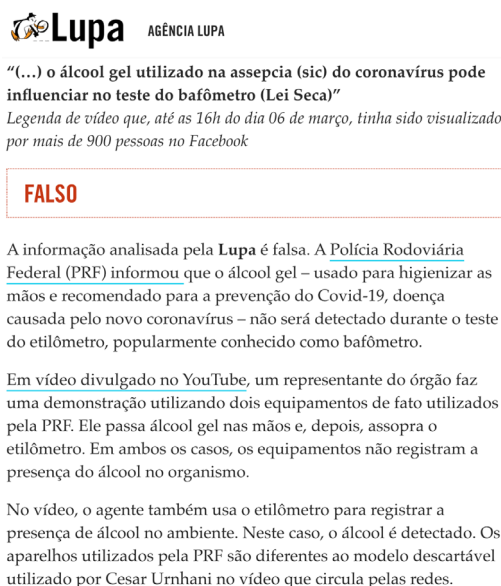 Lupa AGÊNCIA LUPA
“(…) o álcool gel utilizado na assepcia (sic) do coronavírus pode
influenciar no teste do bafômetro (Lei Seca)”
Legenda de vídeo que, até as 16h do dia 06 de março, tinha sido visualizado
por mais de 900 pessoas no Facebook
FALSO
A informação analisada pela Lupa é falsa. A Polícia Rodoviária
Federal (PRF) informou que o álcool gel – usado para higienizar as
mãos e recomendado para a prevenção do Covid-19, doença
causada pelo novo coronavírus – não será detectado durante o teste
do etilômetro, popularmente conhecido como bafômetro.
Em vídeo divulgado no YouTube, um representante do órgão faz
uma demonstração utilizando dois equipamentos de fato utilizados
pela PRF. Ele passa álcool gel nas mãos e, depois, assopra o
etilômetro. Em ambos os casos, os equipamentos não registram a
presença do álcool no organismo.
No vídeo, o agente também usa o etilômetro para registrar a
presença de álcool no ambiente. Neste caso, o álcool é detectado. Os
aparelhos utilizados pela PRF são diferentes ao modelo descartável
utilizado por Cesar Urnhani no vídeo que circula pelas redes.